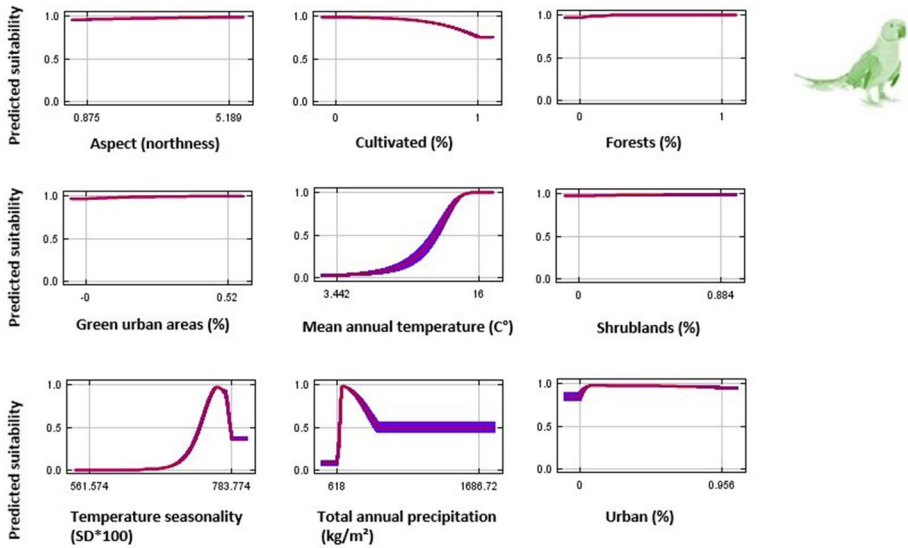 Predicted suitability
1.0
0.5
0.0
0.875 5.189
Aspect (northness)
1.0
0.5
0.0
0 1
Cultivated (%)
1.0
0.5
0.0
0 1
Forests (%)
Predicted suitability
1.0
0.5
0.0
-0 0.52
Green urban areas (%)
1.0
0.5
0.0
3.442 16
Mean annual temperature (C°)
1.0
0.5
0.0
0 0.884
Shrublands (%)
Predicted suitability
1.0
0.5
0.0
561.574 783.774
Temperature seasonality
(SD*100)
1.0
0.5
0.0
618 1686.72
Total annual precipitation
(kg/m²)
1.0
0.5
0.0
0 0.956
Urban (%)